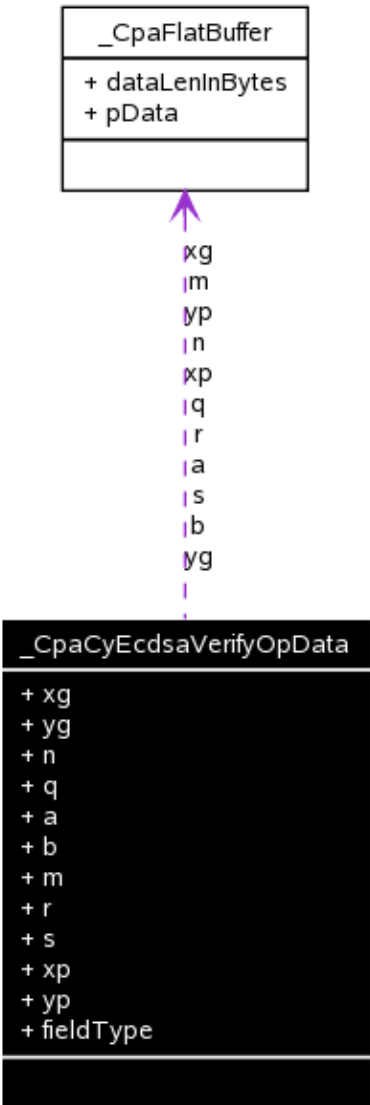 _CpaFlatBuffer
+ dataLenInBytes
+ pData
xg
m
yp
n
xp
q
r
a
s
b
yg
_CpaCyEcdsaVerifyOpData
+ xg
+ yg
+ n
+ q
+ a
+ b
+ m
+ r
+ s
+ xp
+ yp
+ fieldType